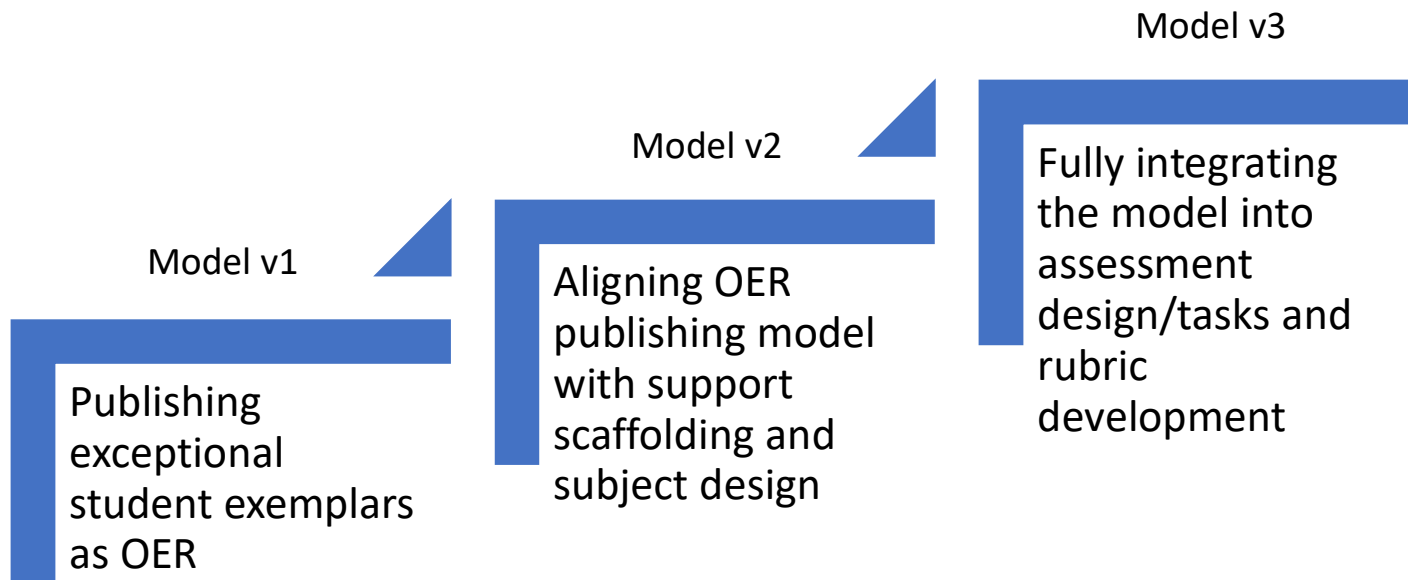 Model v1
Publishing
exceptional
student exemplars
as OER
Model v2
Aligning OER
publishing model
with support
scaffolding and
subject design
Model v3
Fully integrating
the model into
assessment
design/tasks and
rubric
development